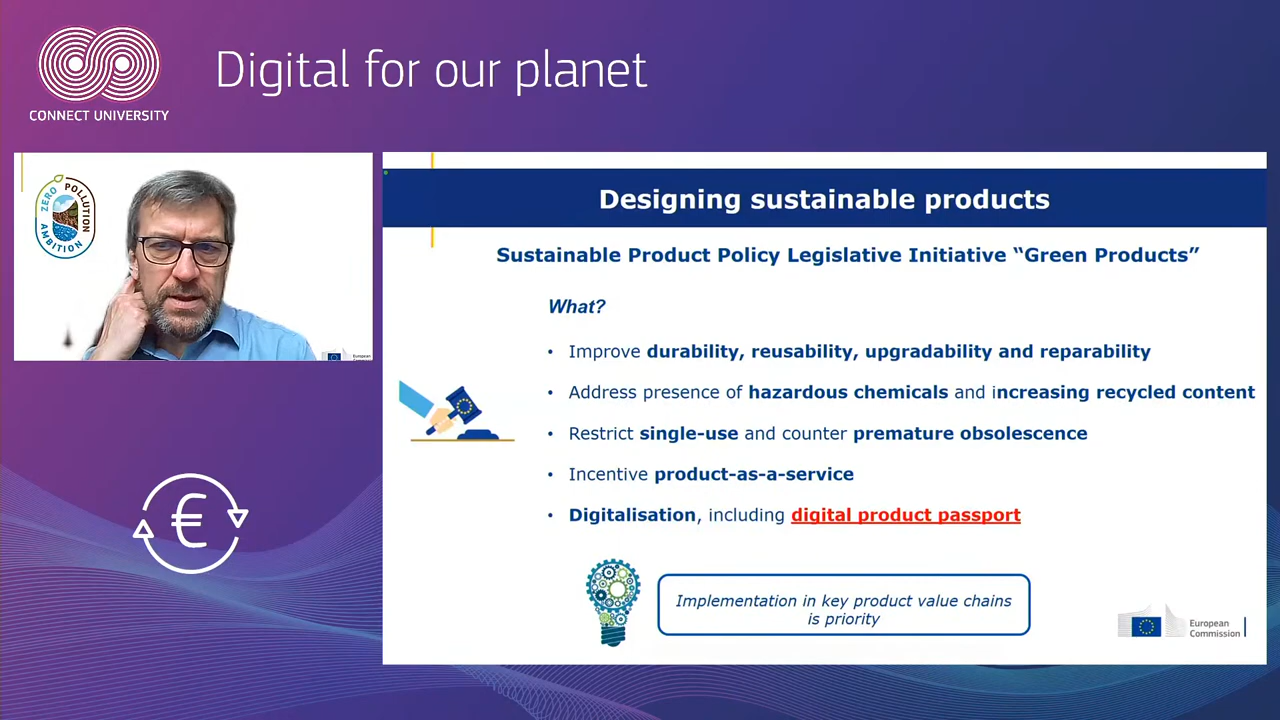 Digital for our planet
CONNECT UNIVERSITY
ZERO POLLUTION AMBITION
European
Commission
Designing sustainable products
Sustainable Product Policy Legislative Initiative “Green Products”
What?
• Improve durability, reusability, upgradability and reparability
• Address presence of hazardous chemicals and increasing recycled content
• Restrict single-use and counter premature obsolescence
• Incentive product-as-a-service
• Digitalisation, including digital product passport
Implementation in key product value chains
is priority
European
Commission
€